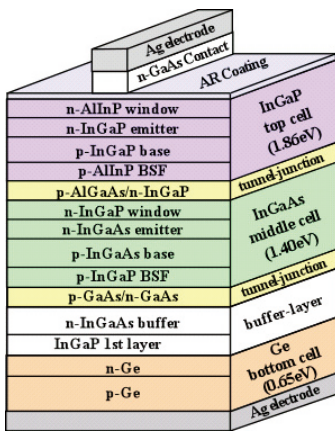 Ag electrode
n-GaAs Contact
AR Coating
n-AlInP window
n-InGaP emitter
p-InGaP base
p-AlInP BSF
p-AlGaAs/n-InGaP
n-InGaP window
n-InGaAs emitter
p-InGaAs base
p-InGaP BSF
p-GaAs/n-GaAs
n-InGaAs buffer
InGaP 1st layer
n-Ge
p-Ge
InGaP
top cell
(1.86eV)
tunnel-junction
InGaAs
middle cell
(1.40eV)
tunnel-junction
buffer-layer
Ge
bottom cell
(0.65eV)
Ag electrode